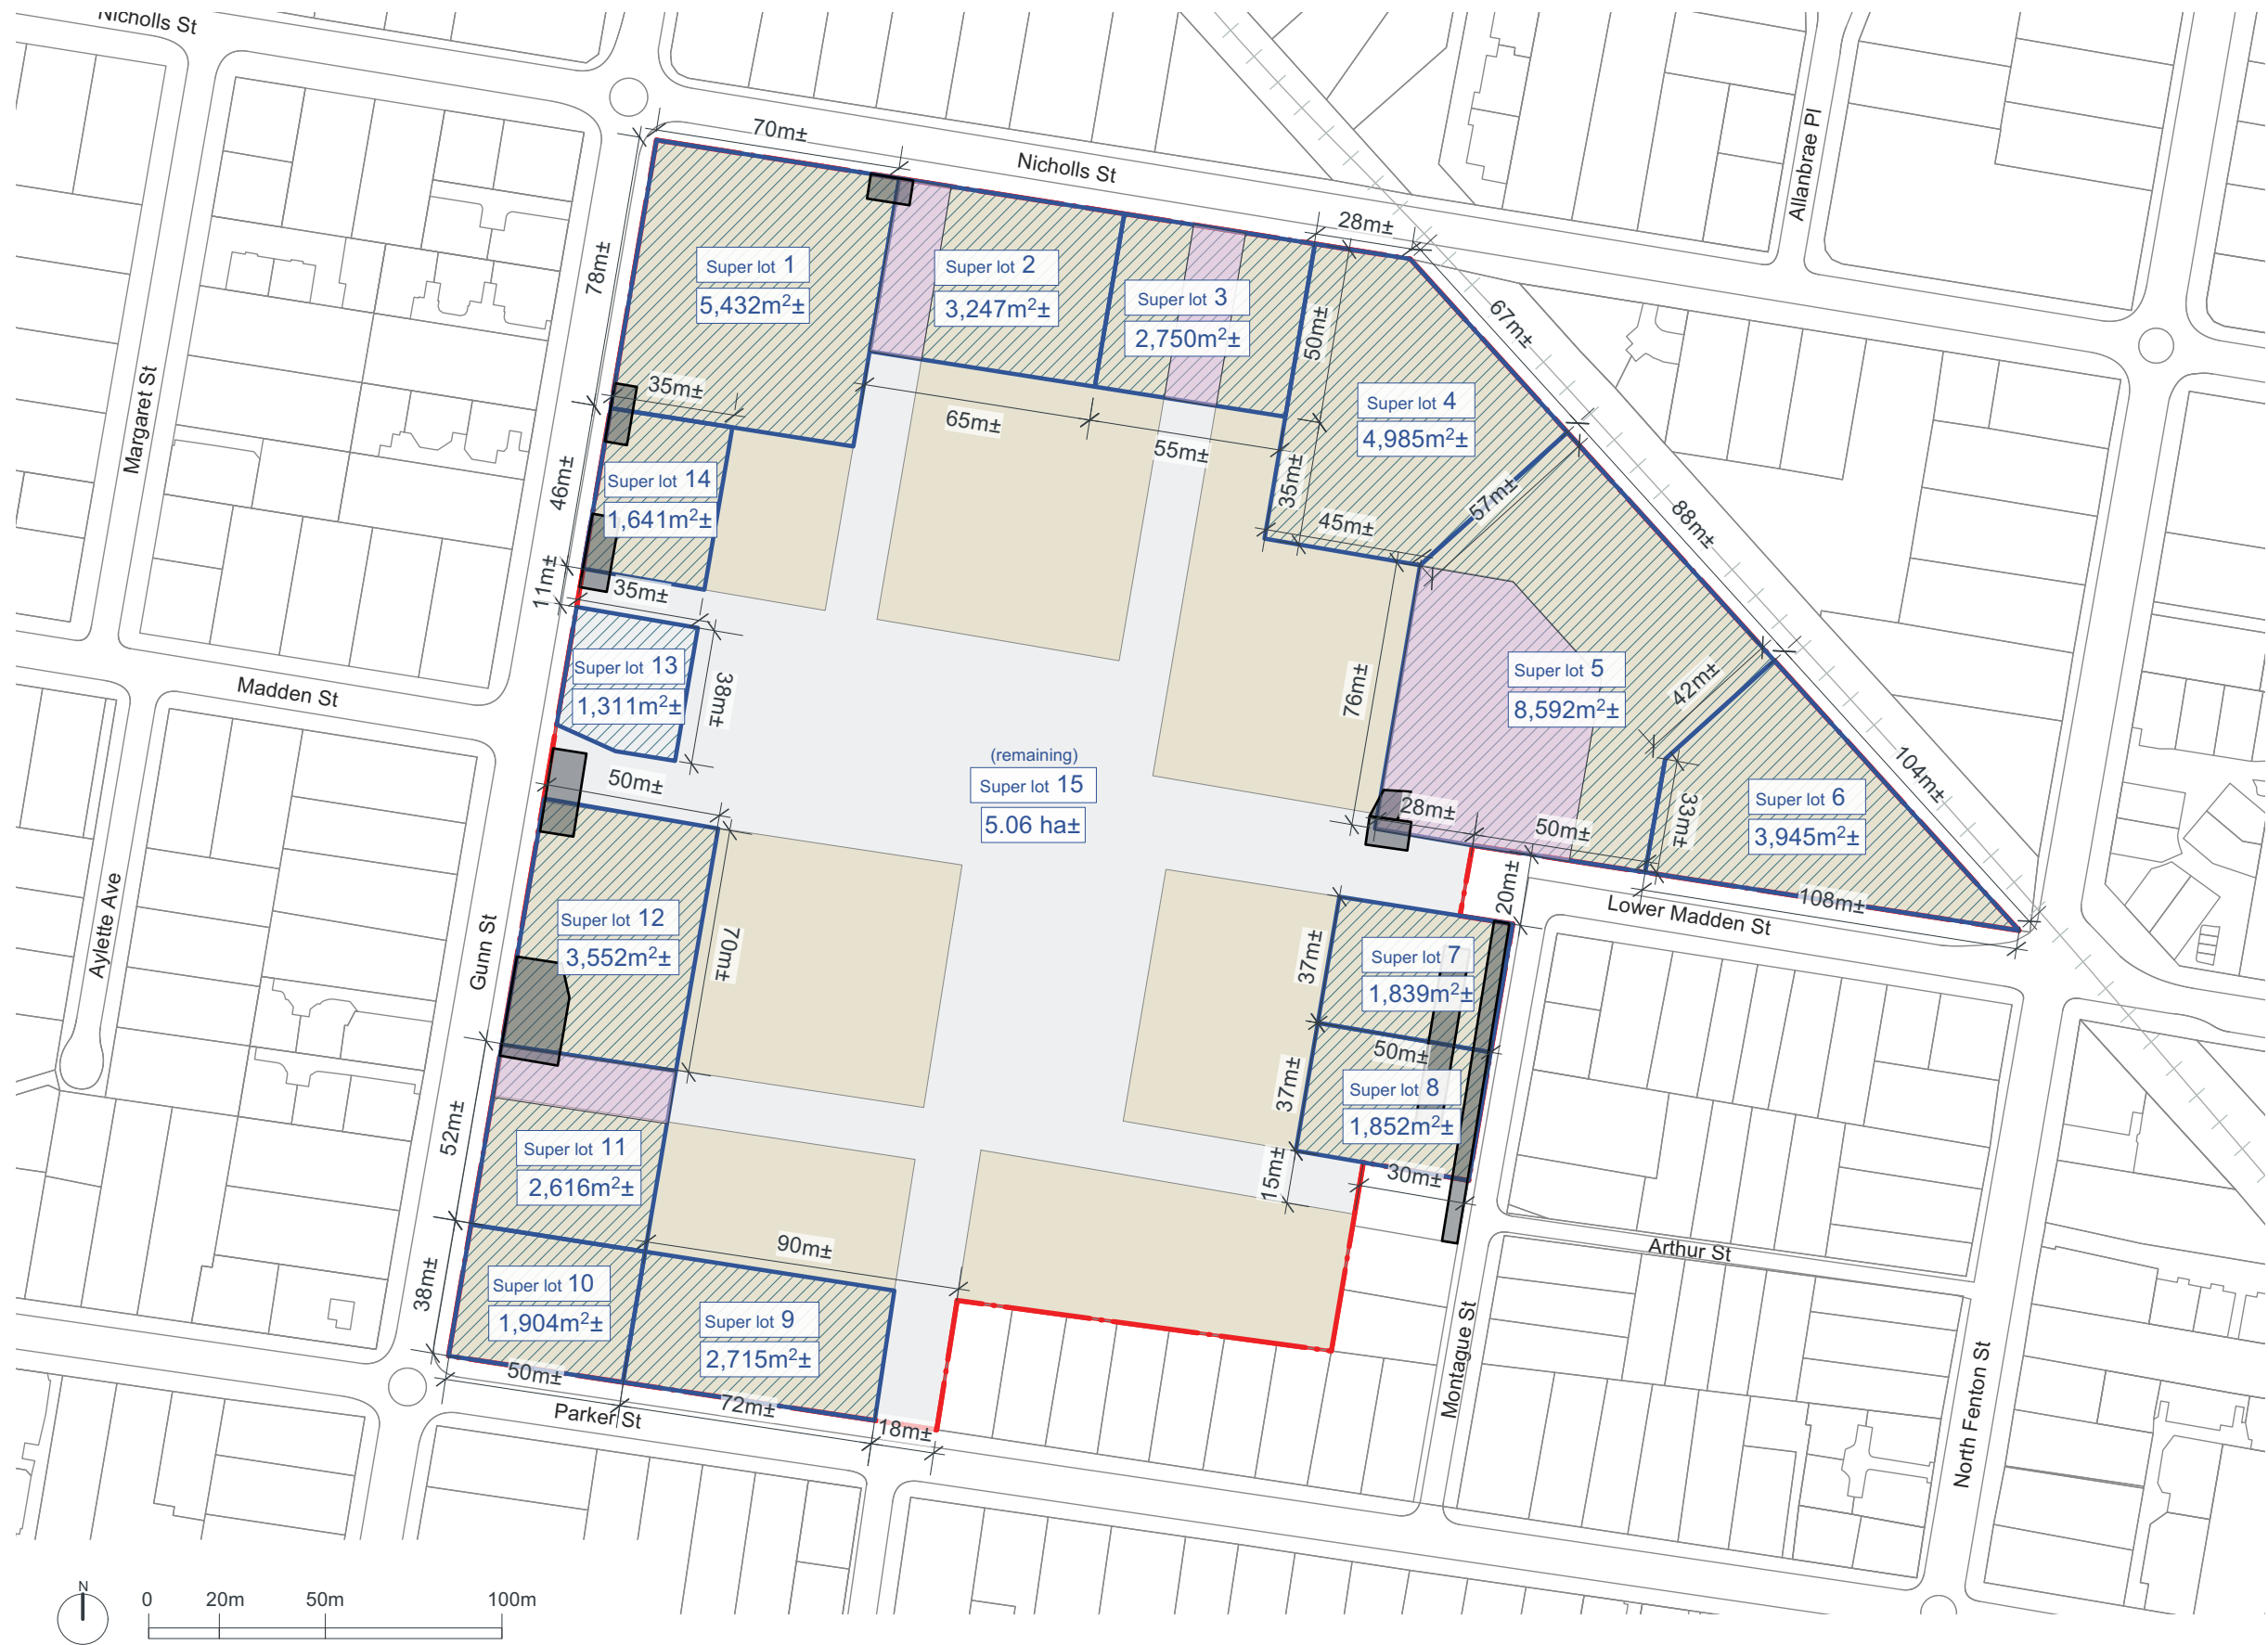 Nicholls St
70m±
Nicholls St
Allanbrae Pl
28m±
78m±
Super lot 1
5,432m²±
Super lot 2
3,247m²±
Super lot 3
2,750m²±
50m±
67m±
Margaret St
35m±
65m±
55m±
Super lot 4
4,985m²±
46m±
Super lot 14
1,641m²±
35m±
45m±
57m±
88m±
11m±
35m±
Madden St
Super lot 13
1,311m²±
38m±
76m±
Super lot 5
8,592m²±
42m±
50m±
(remaining)
Super lot 15
5.06 ha±
28m±
50m±
33m±
Super lot 6
3,945m²±
104m±
Aylette Ave
Gunn St
Super lot 12
3,552m²±
70m±
20m±
108m±
Lower Madden St
37m±
Super lot 7
1,839m²±
50m±
52m±
Super lot 11
2,616m²±
37m±
Super lot 8
1,852m²±
15m±
30m±
90m±
Arthur St
38m±
Super lot 10
1,904m²±
Super lot 9
2,715m²±
50m±
72m±
18m±
Parker St
Montague St
North Fenton St
N
0 20m 50m 100m